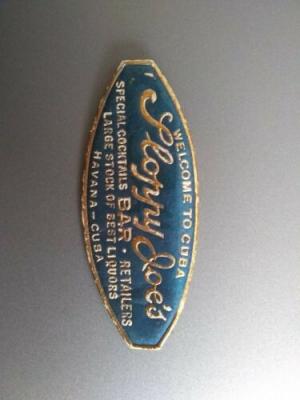 WELCOME TO CUBA
Sloppy Joe's
BAR
SPECIAL COCKTAILS • RETAILERS
LARGE STOCK OF BEST LIQUORS
HAVANA - CUBA